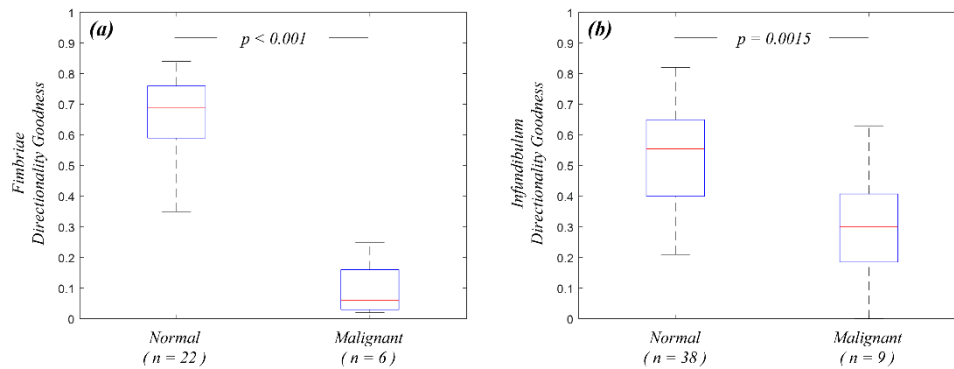 (a)
p < 0.001
1
0.9
0.8
0.7
0.6
0.5
0.4
0.3
0.2
0.1
0
Fimbriae
Directionality Goodness
Normal
( n = 22 )
Malignant
( n = 6 )
(b)
p = 0.0015
1
0.9
0.8
0.7
0.6
0.5
0.4
0.3
0.2
0.1
0
Infundibulum
Directionality Goodness
Normal
( n = 38 )
Malignant
( n = 9 )